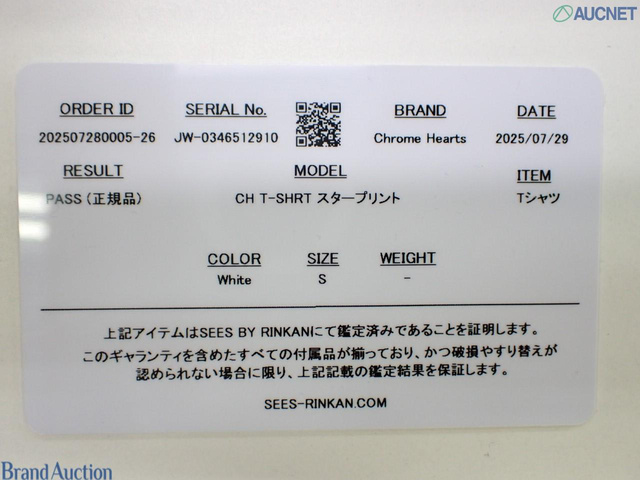 AUCNET
ORDER ID SERIAL No. BRAND DATE
202507280005-26 JW-0346512910 Chrome Hearts 2025/07/29
RESULT MODEL ITEM
PASS (正規品) CH T-SHRT スタープリント Tシャツ
COLOR SIZE WEIGHT
White S -
上記アイテムはSEES BY RINKANにて鑑定済みであることを証明します。
このギャランティを含めたすべての付属品が揃っており、かつ破損やすり替えが
認められない場合に限り、上記記載の鑑定結果を保証します。
SEES-RINKAN.COM
Brand Auction